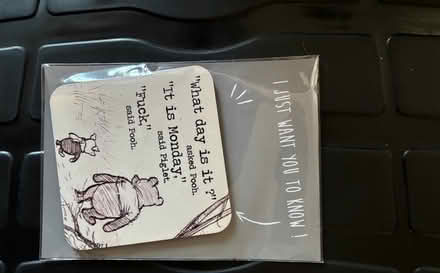 "What day is it?"
asked Pooh.
"It is Monday,"
said Piglet.
"Fuck,"
said Pooh.
I JUST WANT YOU TO KNOW!